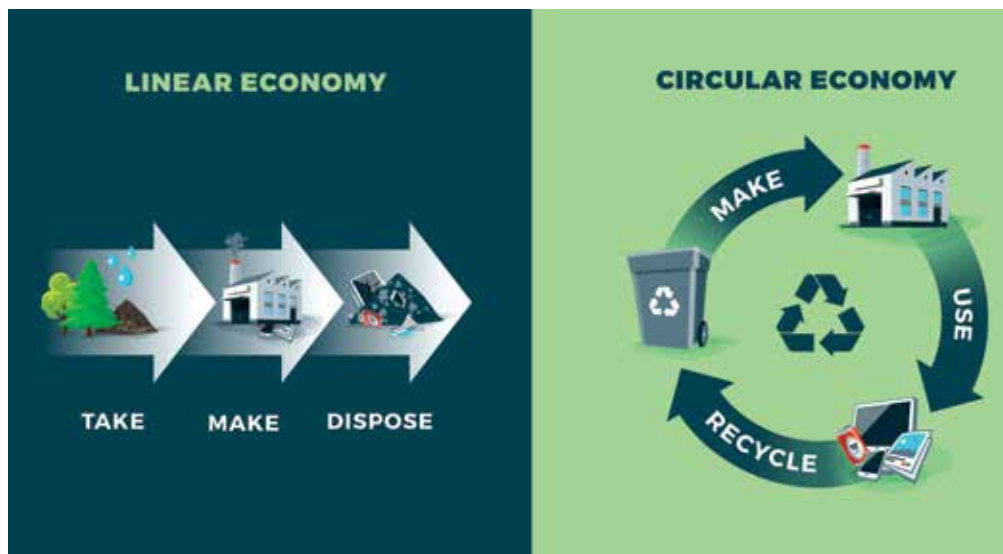 LINEAR ECONOMY
TAKE
MAKE
DISPOSE
CIRCULAR ECONOMY
MAKE
USE
RECYCLE